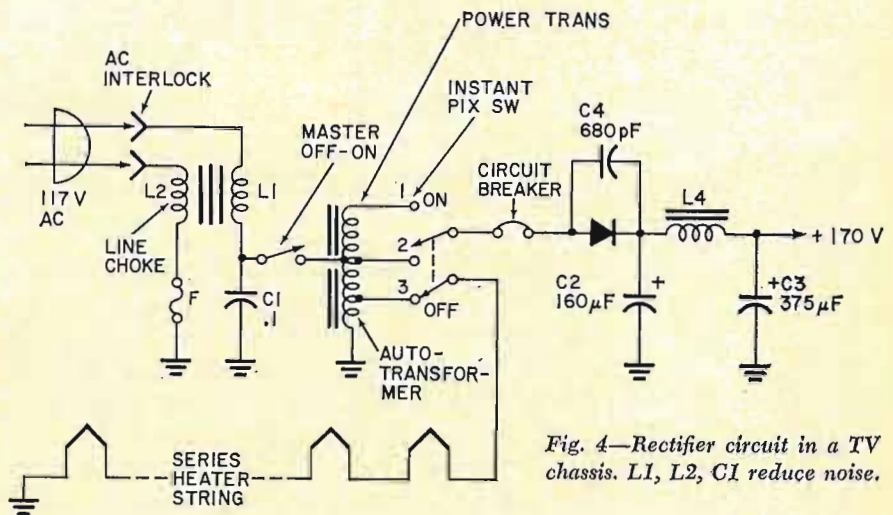 POWER TRANS
AC
INTERLOCK
INSTANT
PIX SW
MASTER
OFF-ON
C4
680pF
CIRCUIT
BREAKER
1
ON
L2
L1
L4
117 V
AC
LINE
CHOKE
2
+170 V
F
C1
.1
3
OFF
C2
160µF
+
+
C3
375µF
AUTO-
TRANSFOR-
MER
SERIES
HEATER
STRING
Fig. 4—Rectifier circuit in a TV
chassis. L1, L2, C1 reduce noise.